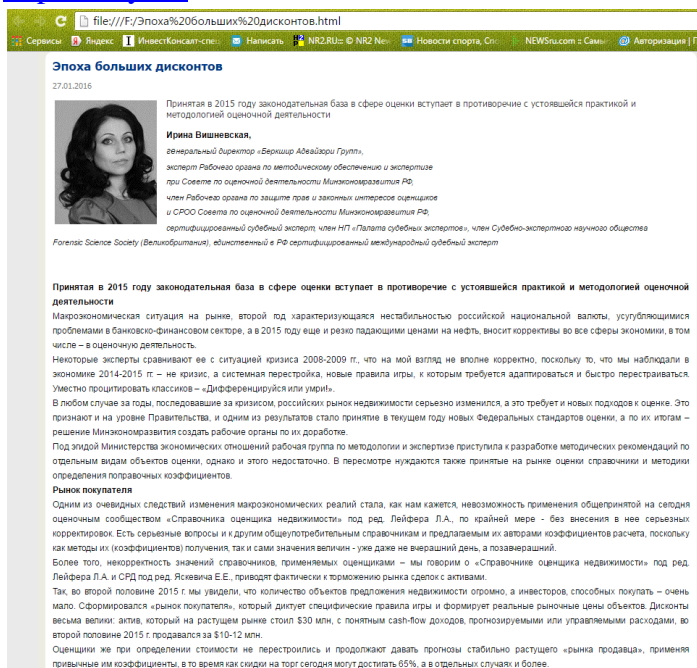 file:///F:/Эпоха%20больших%20дисконтов.html
Сервисы Яндекс ИнвестКонсалт-спец Написать NR2.RU::: © NR2 New Новости спорта, Спо NEWSru.com :: Самые Авторизация | П
Эпоха больших дисконтов
27.01.2016
Принятая в 2015 году законодательная база в сфере оценки вступает в противоречие с устоявшейся практикой и
методологией оценочной деятельности
Ирина Вишневская,
генеральный директор «Беркшир Адвайзори Групп»,
эксперт Рабочего органа по методическому обеспечению и экспертизе
при Совете по оценочной деятельности Минэкономразвития РФ,
член Рабочего органа по защите прав и законных интересов оценщиков
и СРОО Совета по оценочной деятельности Минэкономразвития РФ,
сертифицированный судебный эксперт, член НП «Палата судебных экспертов», член Судебно-экспертного научного общества
Forensic Science Society (Великобритания), единственный в РФ сертифицированный международный судебный эксперт
Принятая в 2015 году законодательная база в сфере оценки вступает в противоречие с устоявшейся практикой и методологией оценочной
деятельности
Макроэкономическая ситуация на рынке, второй год характеризующаяся нестабильностью российской национальной валюты, усугубляющимися
проблемами в банковско-финансовом секторе, а в 2015 году еще и резко падающими ценами на нефть, вносит коррективы во все сферы экономики, в том
числе – в оценочную деятельность.
Некоторые эксперты сравнивают ее с ситуацией кризиса 2008-2009 гг., что на мой взгляд не вполне корректно, поскольку то, что мы наблюдали в
экономике 2014-2015 гг. – не кризис, а системная перестройка, новые правила игры, к которым требуется адаптироваться и быстро перестраиваться.
Уместно процитировать классиков – «Дифференцируйся или умри!».
В любом случае за годы, последовавшие за кризисом, российских рынок недвижимости серьезно изменился, а это требует и новых подходов к оценке. Это
признают и на уровне Правительства, и одним из результатов стало принятие в текущем году новых Федеральных стандартов оценки, а по их итогам –
решение Минэкономразвития создать рабочие органы по их доработке.
Под эгидой Министерства экономических отношений рабочая группа по методологии и экспертизе приступила к разработке методических рекомендаций по
отдельным видам объектов оценки, однако и этого недостаточно. В пересмотре нуждаются также принятые на рынке оценки справочники и методики
определения поправочных коэффициентов.
Рынок покупателя
Одним из очевидных следствий изменения макроэкономических реалий стала, как нам кажется, невозможность применения общепринятой на сегодня
оценочным сообществом «Справочника оценщика недвижимости» под ред. Лейфера Л.А., по крайней мере - без внесения в нее серьезных
корректировок. Есть серьезные вопросы и к другим общеупотребительным справочникам и предлагаемым их авторами коэффициентов расчета, поскольку
как методы их (коэффициентов) получения, так и сами значения величин - уже даже не вчерашний день, а позавчерашний.
Более того, некорректность значений справочников, применяемых оценщиками – мы говорим о «Справочнике оценщика недвижимости» под ред.
Лейфера Л.А. и СРД под ред. Яскевича Е.Е., приводят фактически к торможению рынка сделок с активами.
Так, во второй половине 2015 г. мы увидели, что количество объектов предложения недвижимости огромно, а инвесторов, способных покупать – очень
мало. Сформировался «рынок покупателя», который диктует специфические правила игры и формирует реальные рыночные цены объектов. Дисконты
весьма велики: актив, который на растущем рынке стоил $30 млн, с понятным cash-flow доходов, прогнозируемыми или управляемыми расходами, во
второй половине 2015 г. продавался за $10-12 млн.
Оценщики же при определении стоимости не перестроились и продолжают давать прогнозы стабильно растущего «рынка продавца», применяя
привычные им коэффициенты, в то время как скидки на торг сегодня могут достигать 65%, а в отдельных случаях и более.